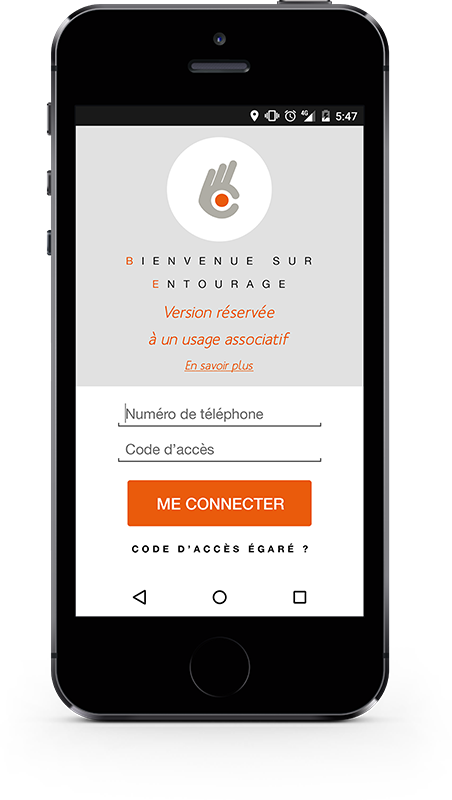 4G 5:47
BIENVENUE SUR
ENTOURAGE
Version réservée
à un usage associatif
En savoir plus
Numéro de téléphone
Code d'accès
ME CONNECTER
CODE D'ACCÈS ÉGARÉ ?